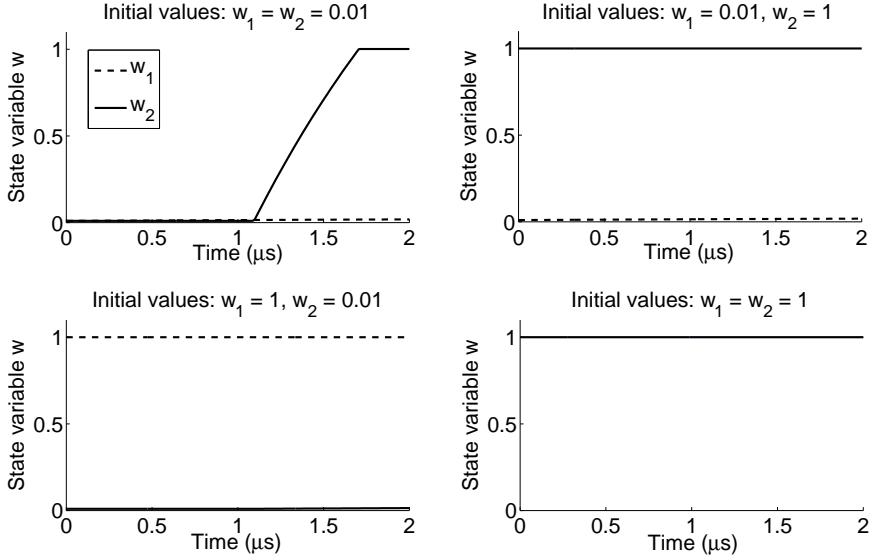 Initial values: w1 = w2 = 0.01
State variable w
1
0.5
0
w1
w2
0 0.5 1 1.5 2
Time (μs)
Initial values: w1 = 0.01, w2 = 1
State variable w
1
0.5
0
0 0.5 1 1.5 2
Time (μs)
Initial values: w1 = 1, w2 = 0.01
State variable w
1
0.5
0
0 0.5 1 1.5 2
Time (μs)
Initial values: w1 = w2 = 1
State variable w
1
0.5
0
0 0.5 1 1.5 2
Time (μs)